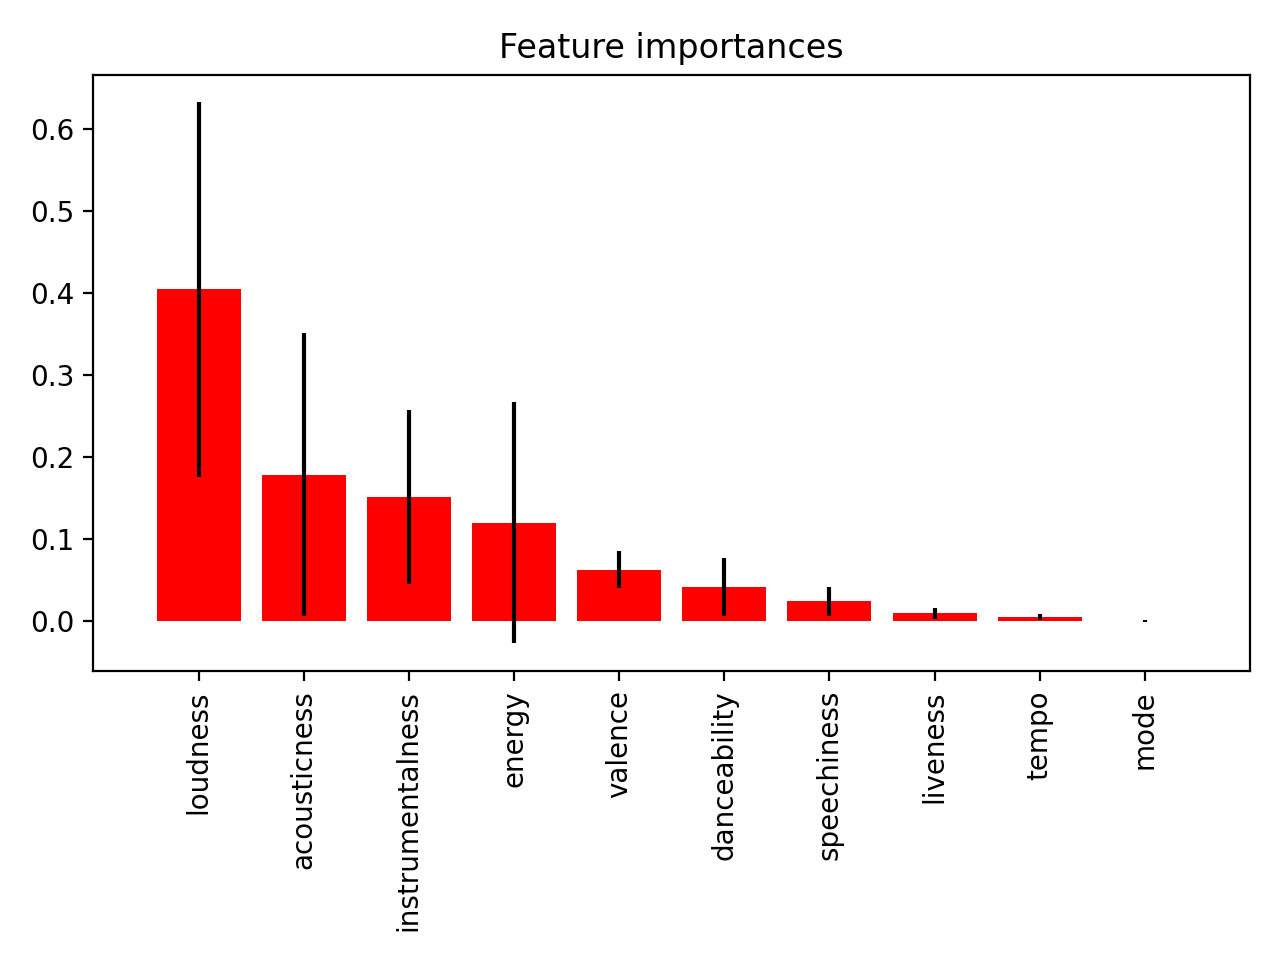 Feature importances
0.6
0.5
0.4
0.3
0.2
0.1
0.0
loudness
acousticness
instrumentalness
energy
valence
danceability
speechiness
liveness
tempo
mode